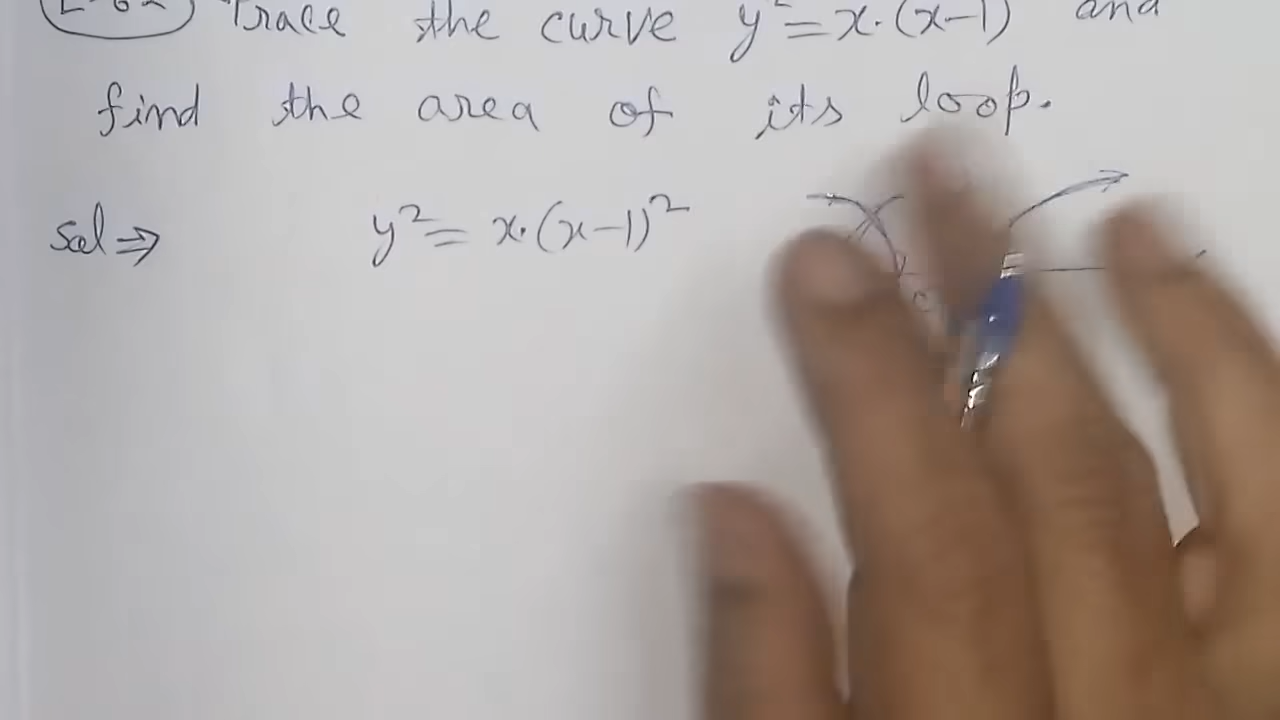 Trace the curve y²=x·(x-1) and
find the area of its loop.
Sol⇒ y²= x·(x-1)²